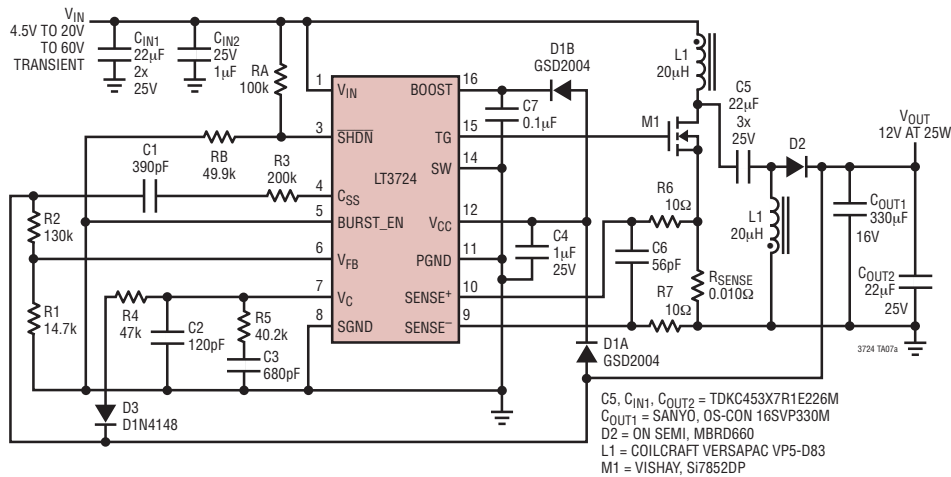 VIN
4.5V TO 20V
TO 60V
TRANSIENT
CIN1
22µF
2x
25V
CIN2
25V
1µF
RA
100k
RB
49.9k
C1
390pF
R3
200k
R2
130k
R1
14.7k
R4
47k
C2
120pF
R5
40.2k
C3
680pF
D3
D1N4148
LT3724
1
VIN
3
SHDN
4
CSS
5
BURST_EN
6
VFB
7
VC
8
SGND
16
BOOST
15
TG
14
SW
12
VCC
11
PGND
10
SENSE+
9
SENSE–
D1B
GSD2004
C7
0.1µF
M1
L1
20µH
C5
22µF
3x
25V
D2
VOUT
12V AT 25W
L1
20µH
COUT1
330µF
16V
COUT2
22µF
25V
R6
10Ω
C6
56pF
RSENSE
0.010Ω
R7
10Ω
C4
1µF
25V
D1A
GSD2004
3724 TA07a
C5, CIN1, COUT2 = TDKC453X7R1E226M
COUT1 = SANYO, OS-CON 16SVP330M
D2 = ON SEMI, MBRD660
L1 = COILCRAFT VERSAPAC VP5-D83
M1 = VISHAY, Si7852DP